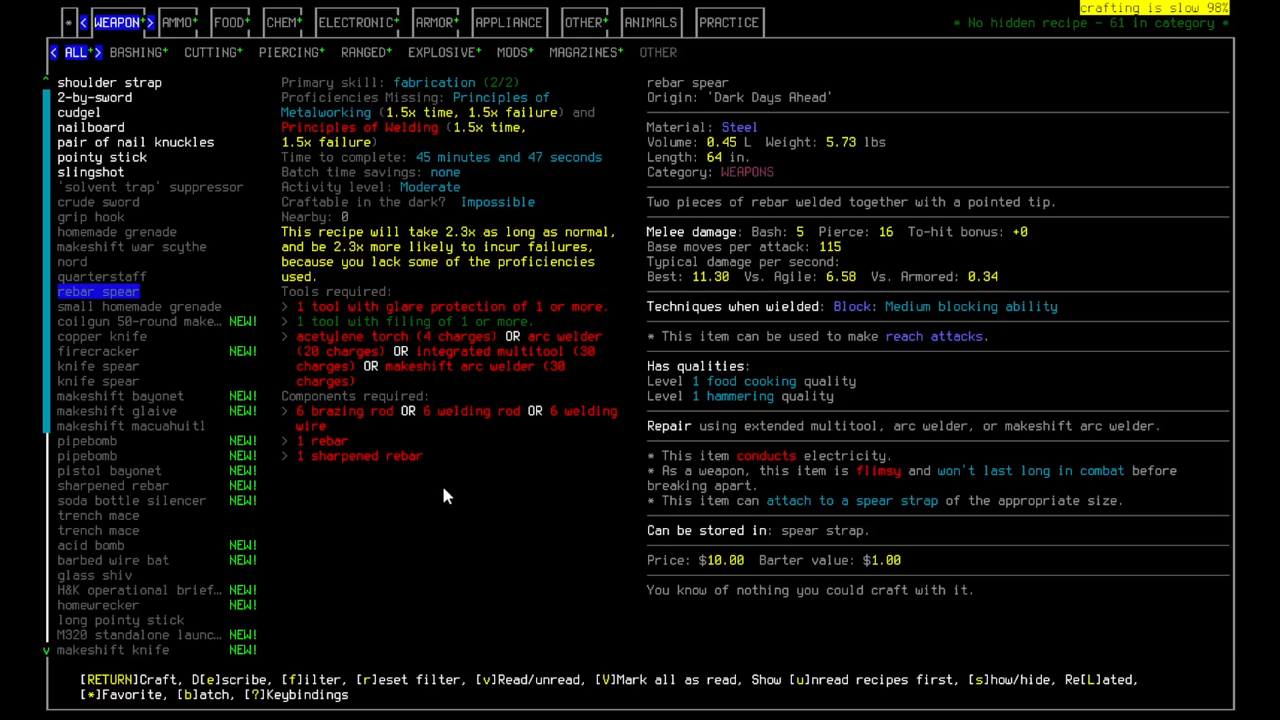 crafting is slow 98%
* < WEAPON+> AMMO+ FOOD+ CHEM+ ELECTRONIC+ ARMOR+ APPLIANCE OTHER+ ANIMALS PRACTICE
* No hidden recipe - 61 in category *
< ALL+> BASHING+ CUTTING+ PIERCING+ RANGED+ EXPLOSIVE+ MODS+ MAGAZINES+ OTHER
shoulder strap
2-by-sword
cudgel
nailboard
pair of nail knuckles
pointy stick
slingshot
'solvent trap' suppressor
crude sword
grip hook
homemade grenade
makeshift war scythe
nord
quarterstaff
rebar spear
small homemade grenade
coilgun 50-round make… NEW!
copper knife
firecracker NEW!
knife spear
knife spear
makeshift bayonet NEW!
makeshift glaive NEW!
makeshift macuahuitl
pipebomb NEW!
pipebomb NEW!
pistol bayonet NEW!
sharpened rebar NEW!
soda bottle silencer NEW!
trench mace
trench mace
acid bomb NEW!
barbed wire bat NEW!
glass shiv
H&K operational brief… NEW!
homewrecker NEW!
long pointy stick
M320 standalone launc… NEW!
v makeshift knife NEW!
Primary skill: fabrication (2/2)
Proficiencies Missing: Principles of
Metalworking (1.5x time, 1.5x failure) and
Principles of Welding (1.5x time,
1.5x failure)
Time to complete: 45 minutes and 47 seconds
Batch time savings: none
Activity level: Moderate
Craftable in the dark? Impossible
Nearby: 0
This recipe will take 2.3x as long as normal,
and be 2.3x more likely to incur failures,
because you lack some of the proficiencies
used.
Tools required:
> 1 tool with glare protection of 1 or more.
> 1 tool with filing of 1 or more.
> acetylene torch (4 charges) OR arc welder
(20 charges) OR integrated multitool (30
charges) OR makeshift arc welder (30
charges)
Components required:
> 6 brazing rod OR 6 welding rod OR 6 welding
wire
> 1 rebar
> 1 sharpened rebar
rebar spear
Origin: 'Dark Days Ahead'
Material: Steel
Volume: 0.45 L Weight: 5.73 lbs
Length: 64 in.
Category: WEAPONS
Two pieces of rebar welded together with a pointed tip.
Melee damage: Bash: 5 Pierce: 16 To-hit bonus: +0
Base moves per attack: 115
Typical damage per second:
Best: 11.30 Vs. Agile: 6.58 Vs. Armored: 0.34
Techniques when wielded: Block: Medium blocking ability
* This item can be used to make reach attacks.
Has qualities:
Level 1 food cooking quality
Level 1 hammering quality
Repair using extended multitool, arc welder, or makeshift arc welder.
* This item conducts electricity.
* As a weapon, this item is flimsy and won't last long in combat before
breaking apart.
* This item can attach to a spear strap of the appropriate size.
Can be stored in: spear strap.
Price: $10.00 Barter value: $1.00
You know of nothing you could craft with it.
[RETURN]Craft, D[e]scribe, [f]ilter, [r]eset filter, [v]Read/unread, [V]Mark all as read, Show [u]nread recipes first, [s]how/hide, Re[L]ated,
[*]Favorite, [b]atch, [?]Keybindings